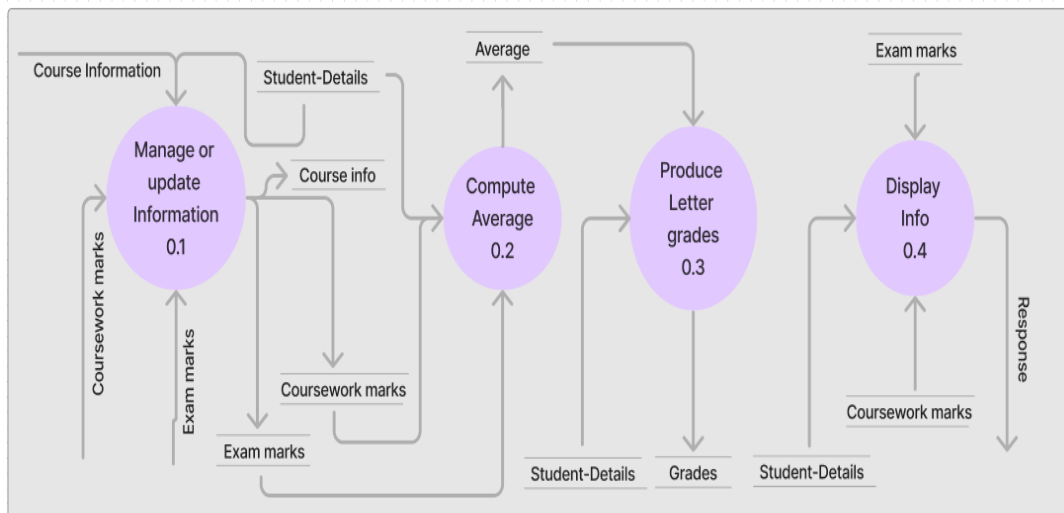 Course Information
Student-Details
Average
Exam marks
Manage or
update
Information
0.1
Course info
Compute
Average
0.2
Produce
Letter
grades
0.3
Display
Info
0.4
Coursework marks
Exam marks
Coursework marks
Exam marks
Student-Details
Grades
Student-Details
Coursework marks
Response